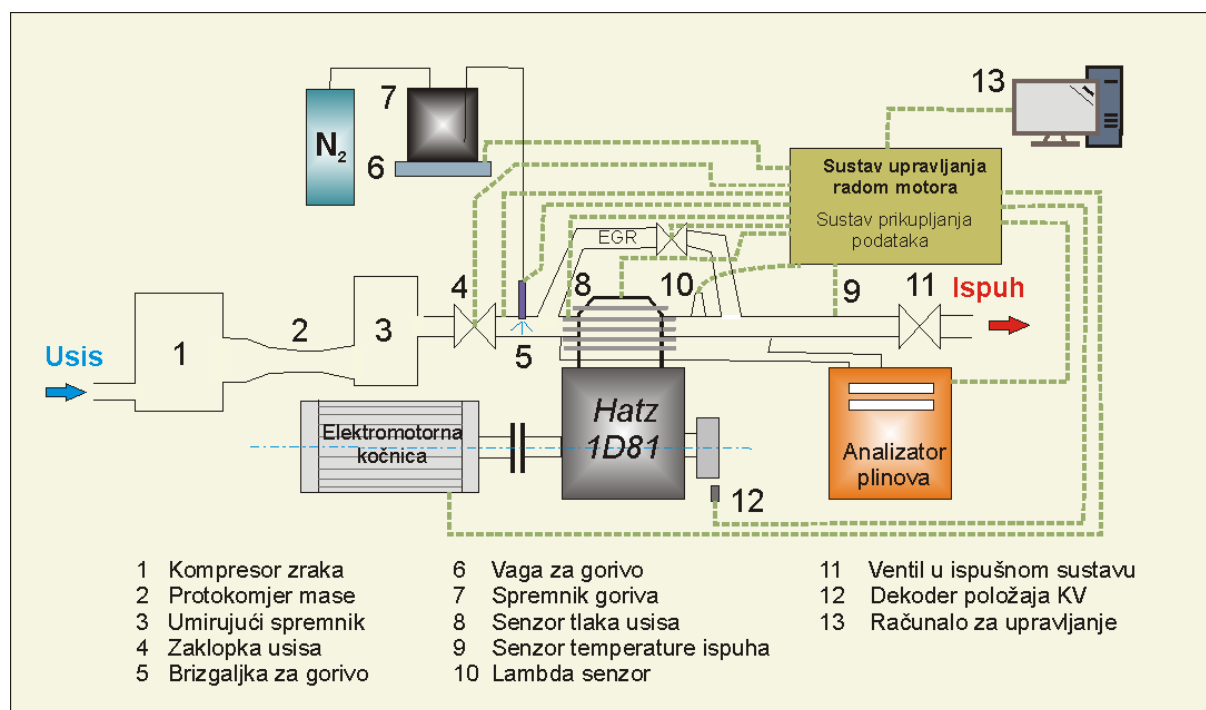 13
7
N2
6
Sustav upravljanja
radom motora
Sustav prikupljanja
podataka
EGR
4
8
10
9
11
Ispuh
3
2
1
Usis
5
Hatz
1D81
Elektromotorna
kočnica
Analizator
plinova
12
1 Kompresor zraka
2 Protokomjer mase
3 Umirujući spremnik
4 Zaklopka usisa
5 Brizgaljka za gorivo
6 Vaga za gorivo
7 Spremnik goriva
8 Senzor tlaka usisa
9 Senzor temperature ispuha
10 Lambda senzor
11 Ventil u ispušnom sustavu
12 Dekoder položaja KV
13 Računalo za upravljanje